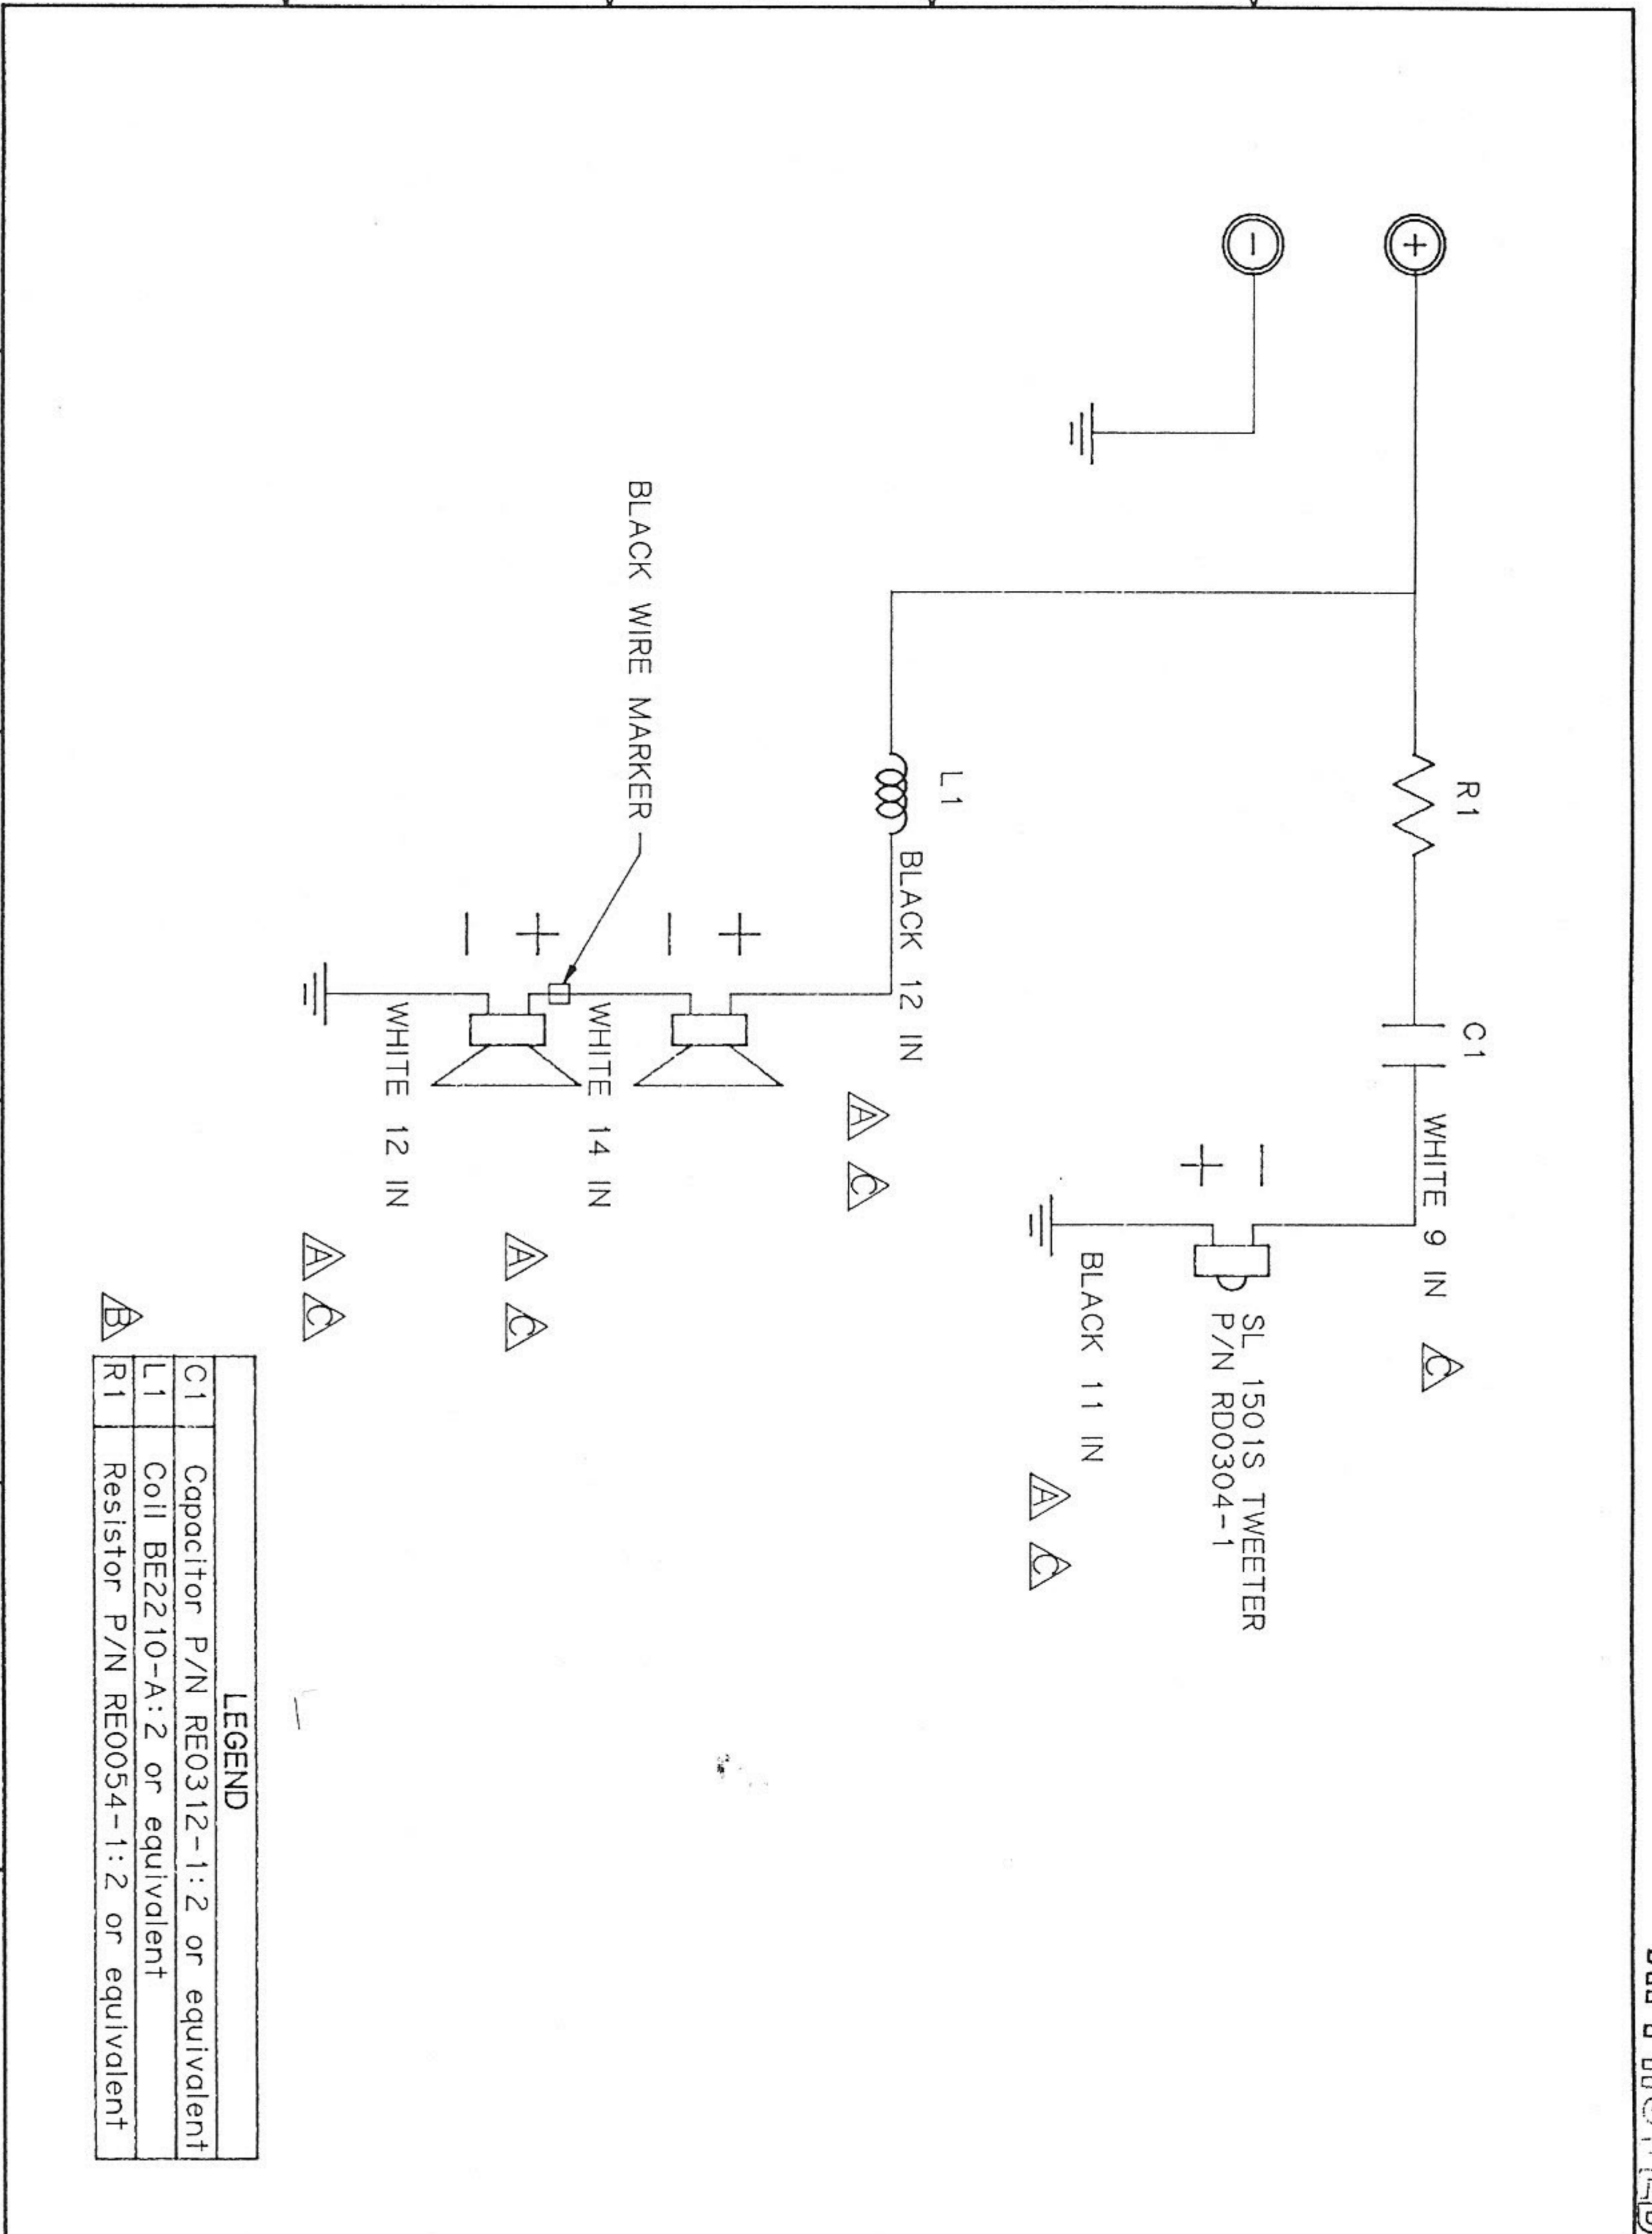 +
-
R1
C1
WHITE 9 IN
C
- +
SL 1501S TWEETER
P/N RD0304-1
BLACK 11 IN
A C
L1
BLACK 12 IN
A C
+
-
BLACK WIRE MARKER
WHITE 14 IN
A C
+
-
WHITE 12 IN
A C
LEGEND
C1 Capacitor P/N RE0312-1:2 or equivalent
L1 Coil BE2210-A:2 or equivalent
B R1 Resistor P/N RE0054-1:2 or equivalent